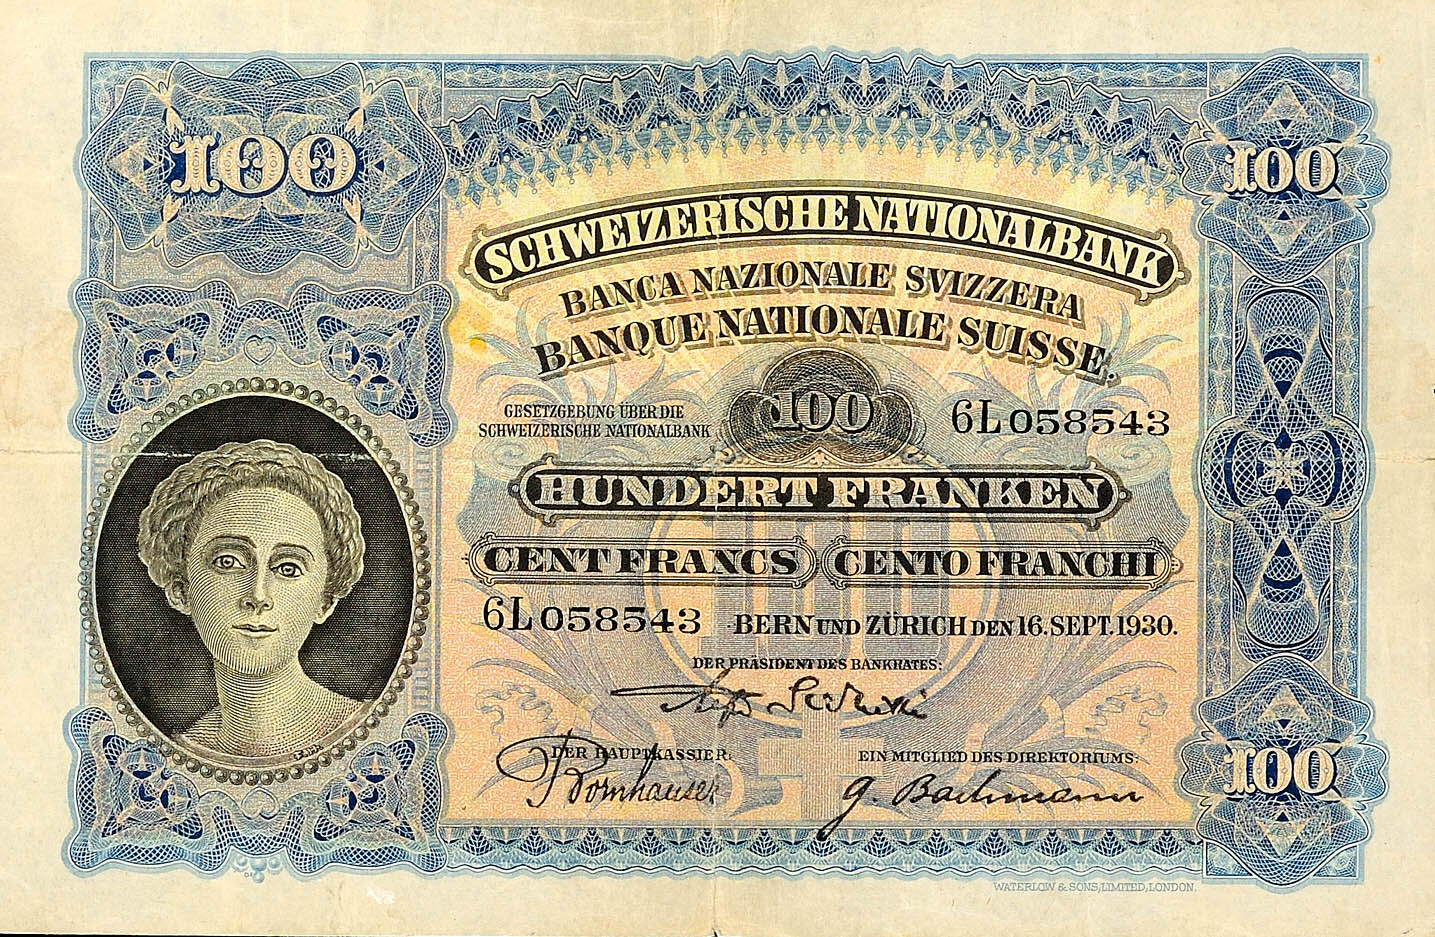 100
100
SCHWEIZERISCHE NATIONALBANK
BANCA NAZIONALE SVIZZERA
BANQUE NATIONALE SUISSE.
GESETZGEBUNG ÜBER DIE
SCHWEIZERISCHE NATIONALBANK
100
6L058543
HUNDERT FRANKEN
100
CENT FRANCS CENTO FRANCHI
6L058543 BERN UND ZÜRICH DEN 16. SEPT. 1930.
DER PRÄSIDENT DES BANKRATES:
DER HAUPTKASSIER:
EIN MITGLIED DES DIREKTORIUMS:
Bornhauser
G. Bachmann
100
WATERLOW & SONS, LIMITED, LONDON.